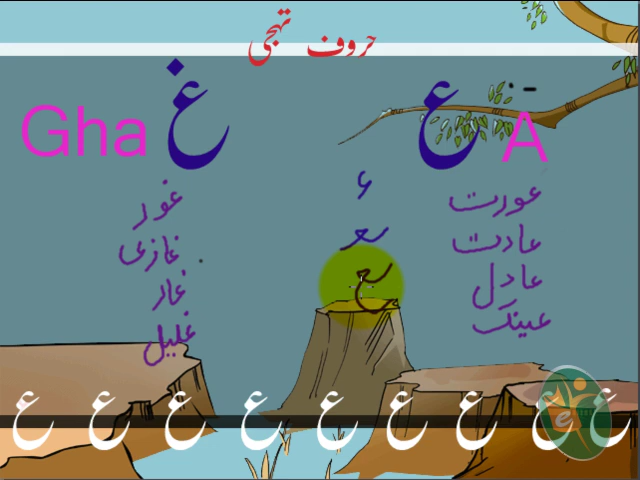 حروف تہجی
ع A
غ Gha
عورت
عادت
عادل
عینک
ء
ﻌ
ﻊ
غور
غازی
غار
غلیل
ع ع ع ع ع ع ع ع ع